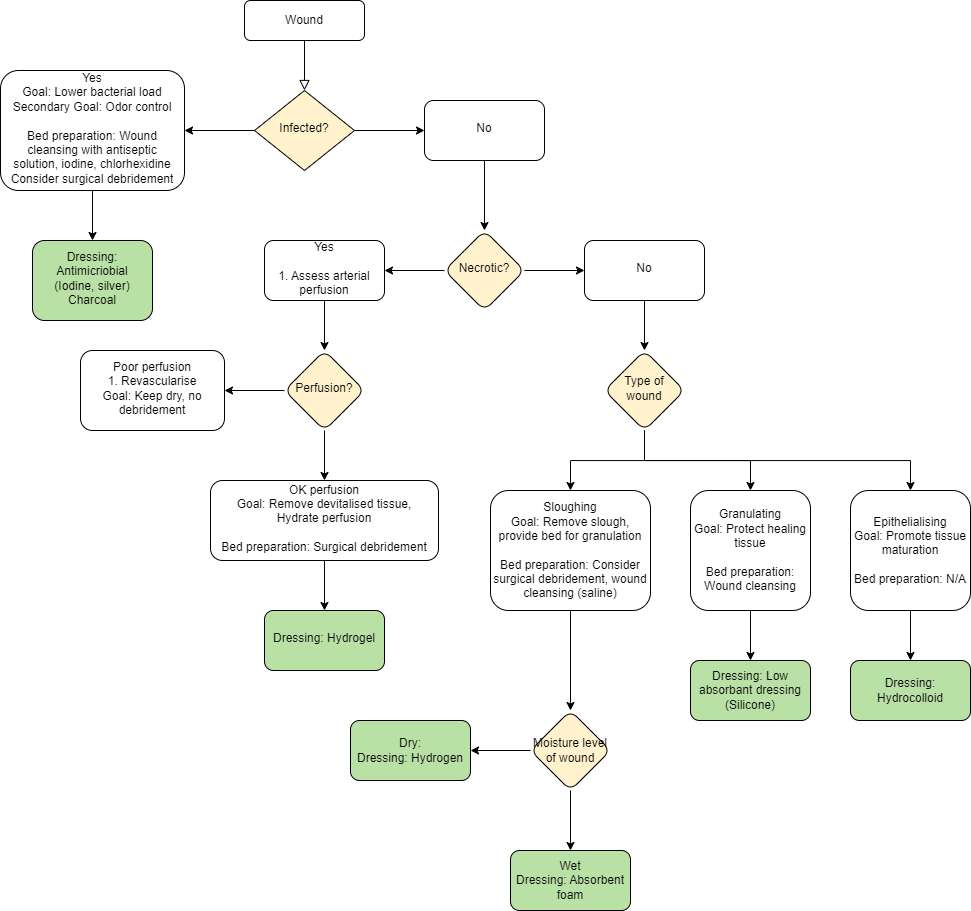 Wound
Yes
Goal: Lower bacterial load
Secondary Goal: Odor control
Bed preparation: Wound
cleansing with antiseptic
solution, iodine, chlorhexidine
Consider surgical debridement
Infected?
No
Dressing:
Antimicriobial
(Iodine, silver)
Charcoal
Yes
1. Assess arterial
perfusion
Necrotic?
No
Poor perfusion
1. Revascularise
Goal: Keep dry, no
debridement
Perfusion?
Type of
wound
OK perfusion
Goal: Remove devitalised tissue,
Hydrate perfusion
Bed preparation: Surgical debridement
Sloughing
Goal: Remove slough,
provide bed for granulation
Bed preparation: Consider
surgical debridement, wound
cleansing (saline)
Granulating
Goal: Protect healing
tissue
Bed preparation:
Wound cleansing
Epithelialising
Goal: Promote tissue
maturation
Bed preparation: N/A
Dressing: Hydrogel
Dressing: Low
absorbant dressing
(Silicone)
Dressing:
Hydrocolloid
Dry:
Dressing: Hydrogen
Moisture level
of wound
Wet
Dressing: Absorbent
foam